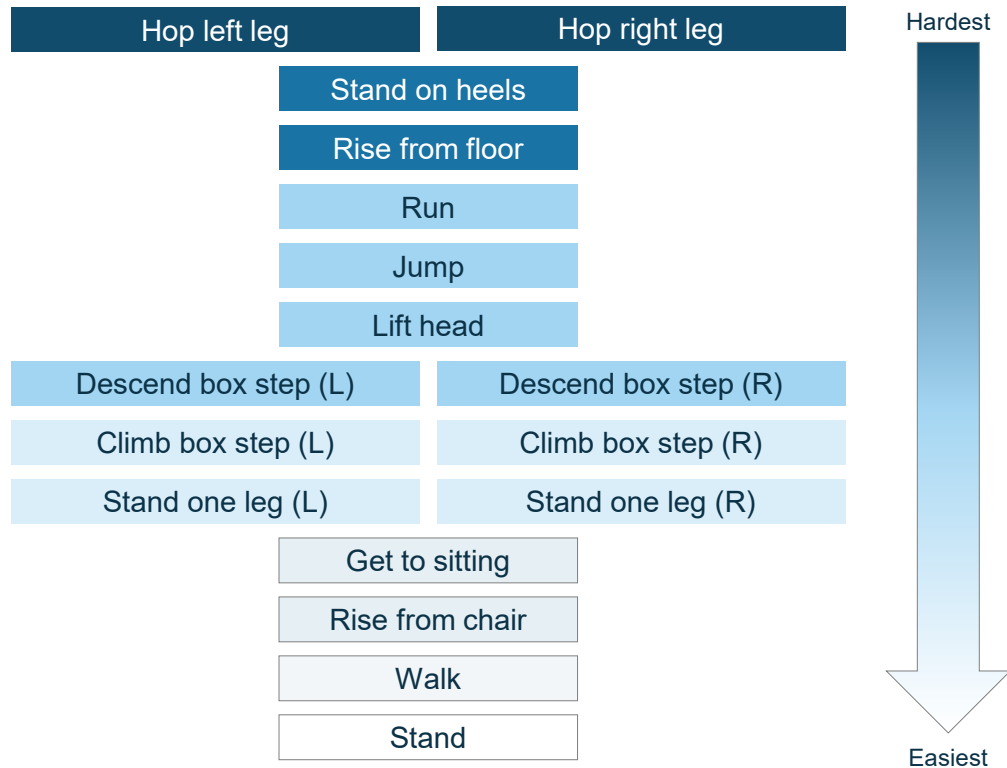 Hop left leg
Hop right leg
Hardest
Stand on heels
Rise from floor
Run
Jump
Lift head
Descend box step (L)
Descend box step (R)
Climb box step (L)
Climb box step (R)
Stand one leg (L)
Stand one leg (R)
Get to sitting
Rise from chair
Walk
Stand
Easiest